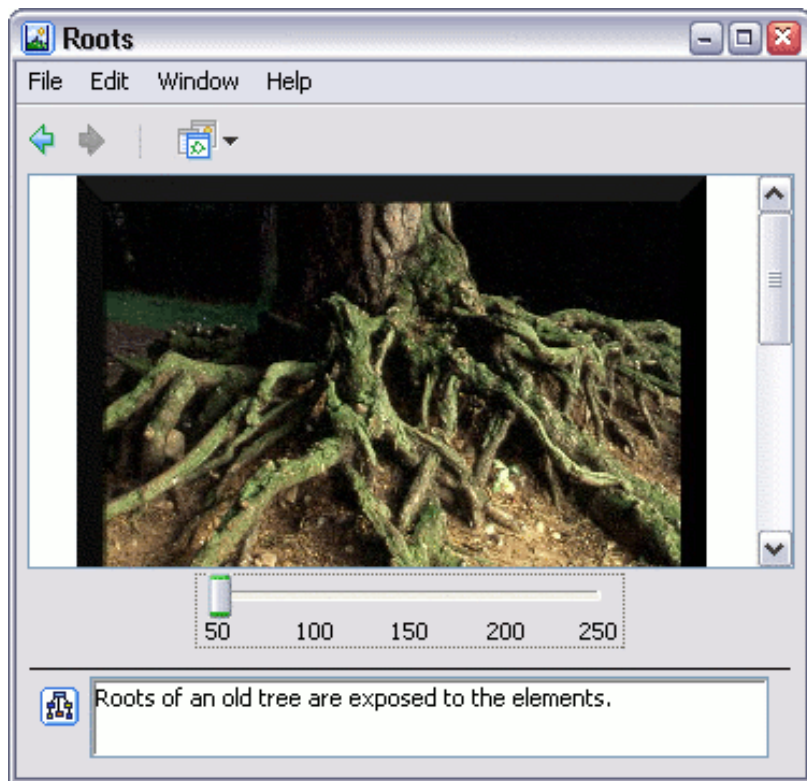 Roots
File Edit Window Help
50 100 150 200 250
Roots of an old tree are exposed to the elements.